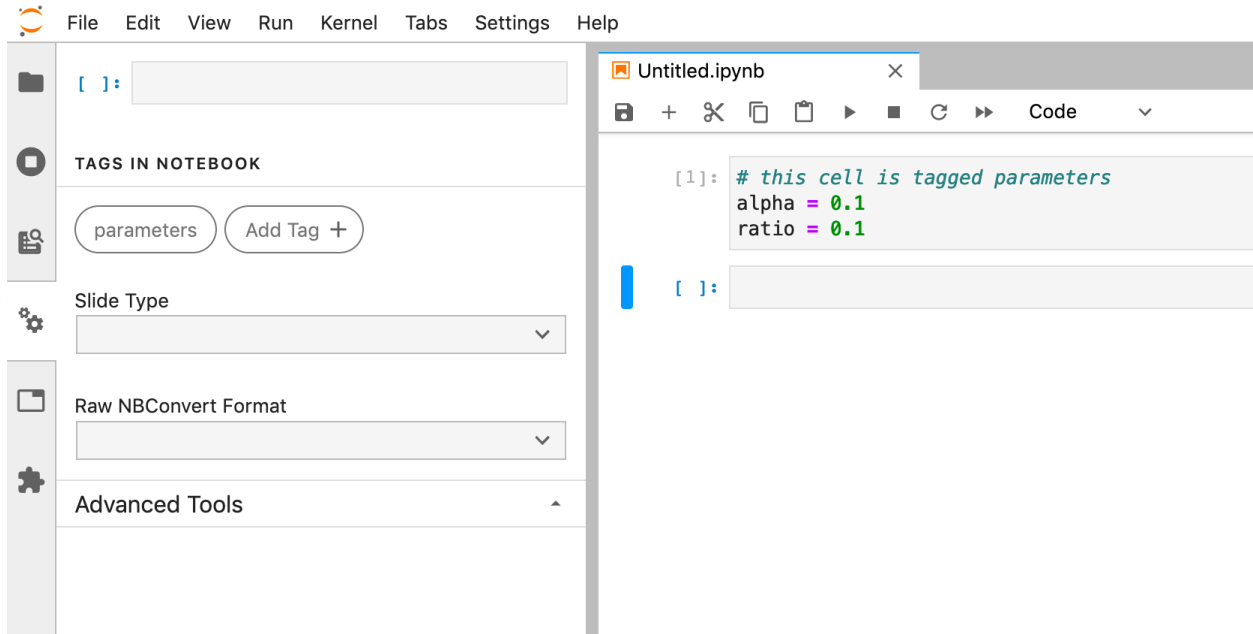 File Edit View Run Kernel Tabs Settings Help
[ ]:
TAGS IN NOTEBOOK
parameters Add Tag +
Slide Type
Raw NBConvert Format
Advanced Tools
Untitled.ipynb
Code
[1]: # this cell is tagged parameters
alpha = 0.1
ratio = 0.1
[ ]: